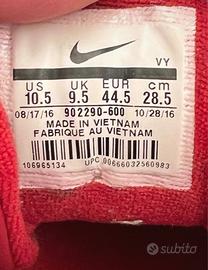 VY
US UK EUR cm
10.5 9.5 44.5 28.5
08/17/16 902290-600 10/28/16
MADE IN VIETNAM
FABRIQUE AU VIETNAM
106965134 UPC 00666032560983
subito